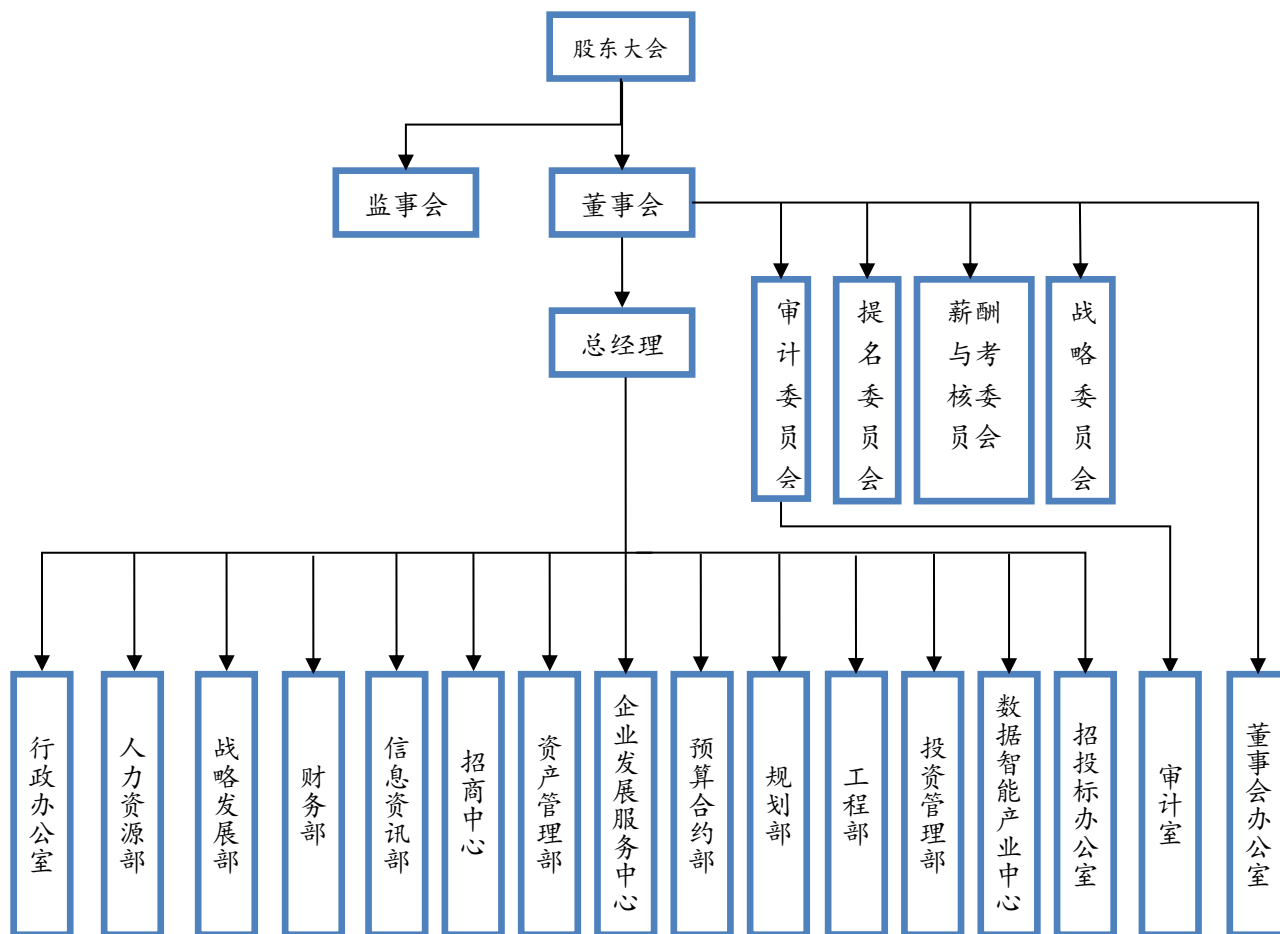 股东大会
监事会
董事会
总经理
审计委员会
提名委员会
薪酬
与考
核委
员会
战略委员会
行政办公室
人力资源部
战略发展部
财务部
信息资讯部
招商中心
资产管理部
企业发展服务中心
预算合约部
规划部
工程部
投资管理部
数据智能产业中心
招投标办公室
审计室
董事会办公室